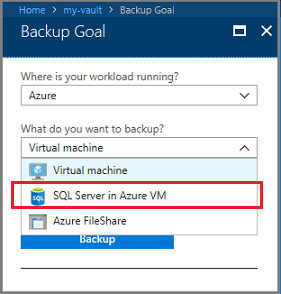 Home > my-vault > Backup Goal
Backup Goal
Where is your workload running?
Azure
What do you want to backup?
Virtual machine
Virtual machine
SQL
SQL Server in Azure VM
Azure FileShare
Backup